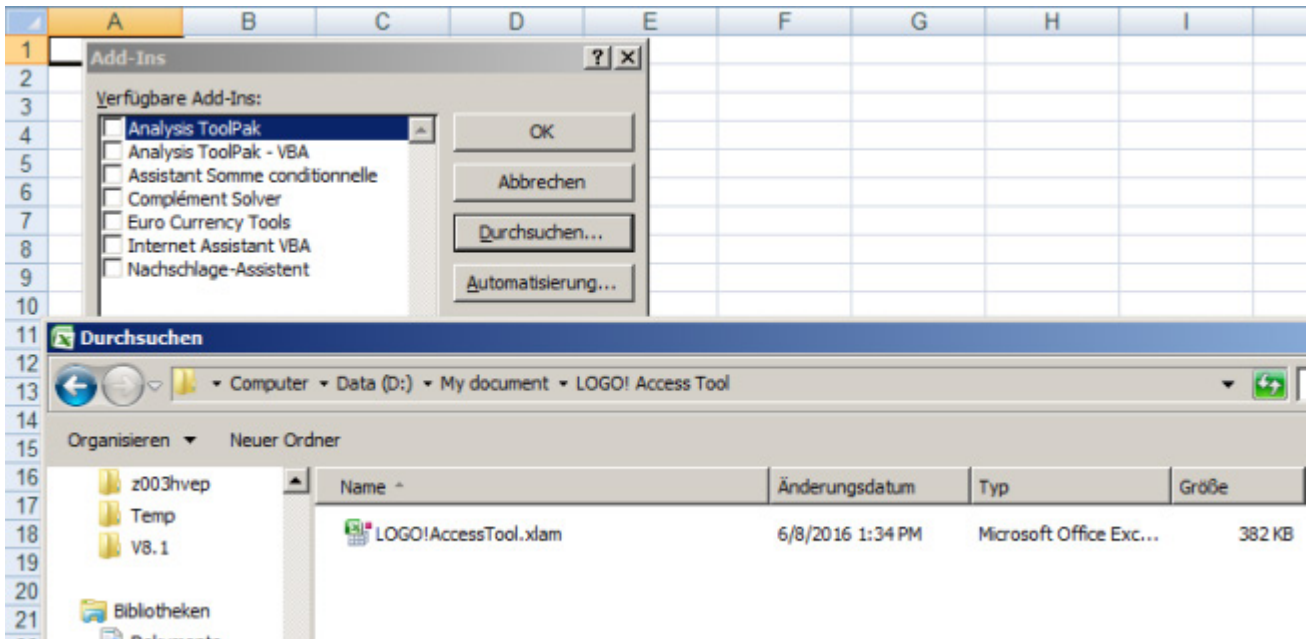 A B C D E F G H I
1
Add-Ins ? X
2
Verfügbare Add-Ins:
3
4 Analysis ToolPak OK
Analysis ToolPak - VBA
5 Assistant Somme conditionnelle
6 Complément Solver Abbrechen
7 Euro Currency Tools
8 Internet Assistant VBA Durchsuchen...
9 Nachschlage-Assistent
Automatisierung...
10
11 Durchsuchen
12
13 Computer Data (D:) My document LOGO! Access Tool
14
15 Organisieren Neuer Ordner
16 z003hvep Name Änderungsdatum Typ Größe
17 Temp
18 LOGO!AccessTool.xlam 6/8/2016 1:34 PM Microsoft Office Exc... 382 KB
V8.1
19
20
21 Bibliotheken